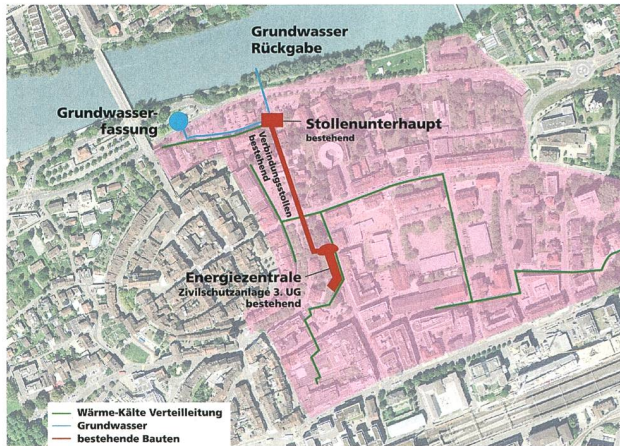 Grundwasser
Rückgabe
Grundwasser-
fassung
Stollenunterhaupt
bestehend
Verbindungsstollen
bestehend
Energiezentrale
Zivilschutzanlage 3. UG
bestehend
Wärme-Kälte Verteilleitung
Grundwasser
bestehende Bauten